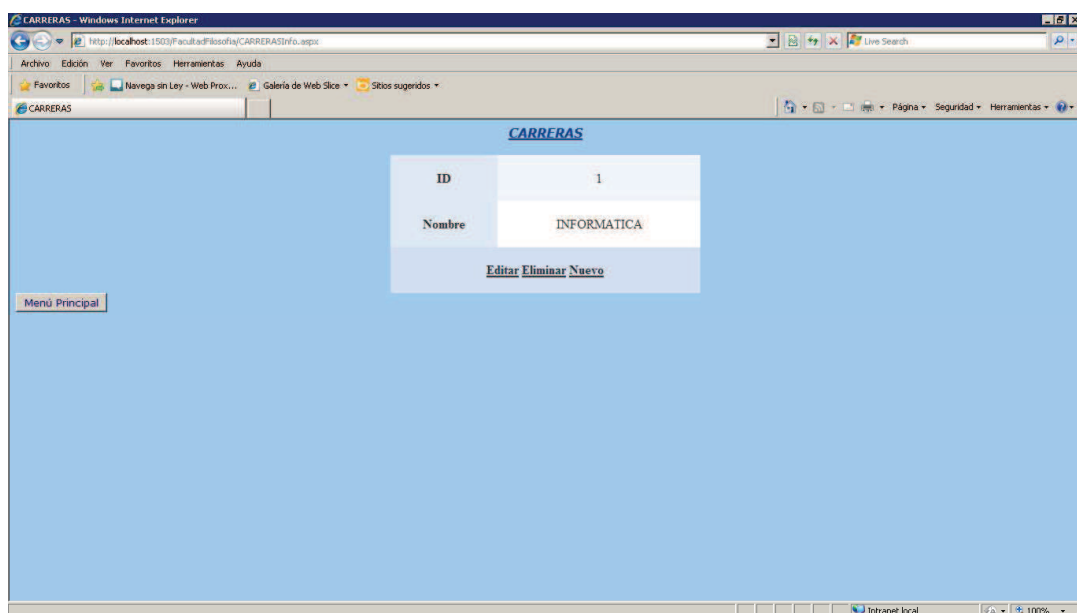 CARRERAS - Windows Internet Explorer
http://localhost:1503/FacultadFilosofia/CARRERASInfo.aspx
Live Search
Archivo Edición Ver Favoritos Herramientas Ayuda
Favoritos Navega sin Ley - Web Prox... Galería de Web Slice Sitios sugeridos
CARRERAS Página Seguridad Herramientas
CARRERAS
ID 1
Nombre INFORMATICA
Editar Eliminar Nuevo
Menú Principal
Intranet local 100%